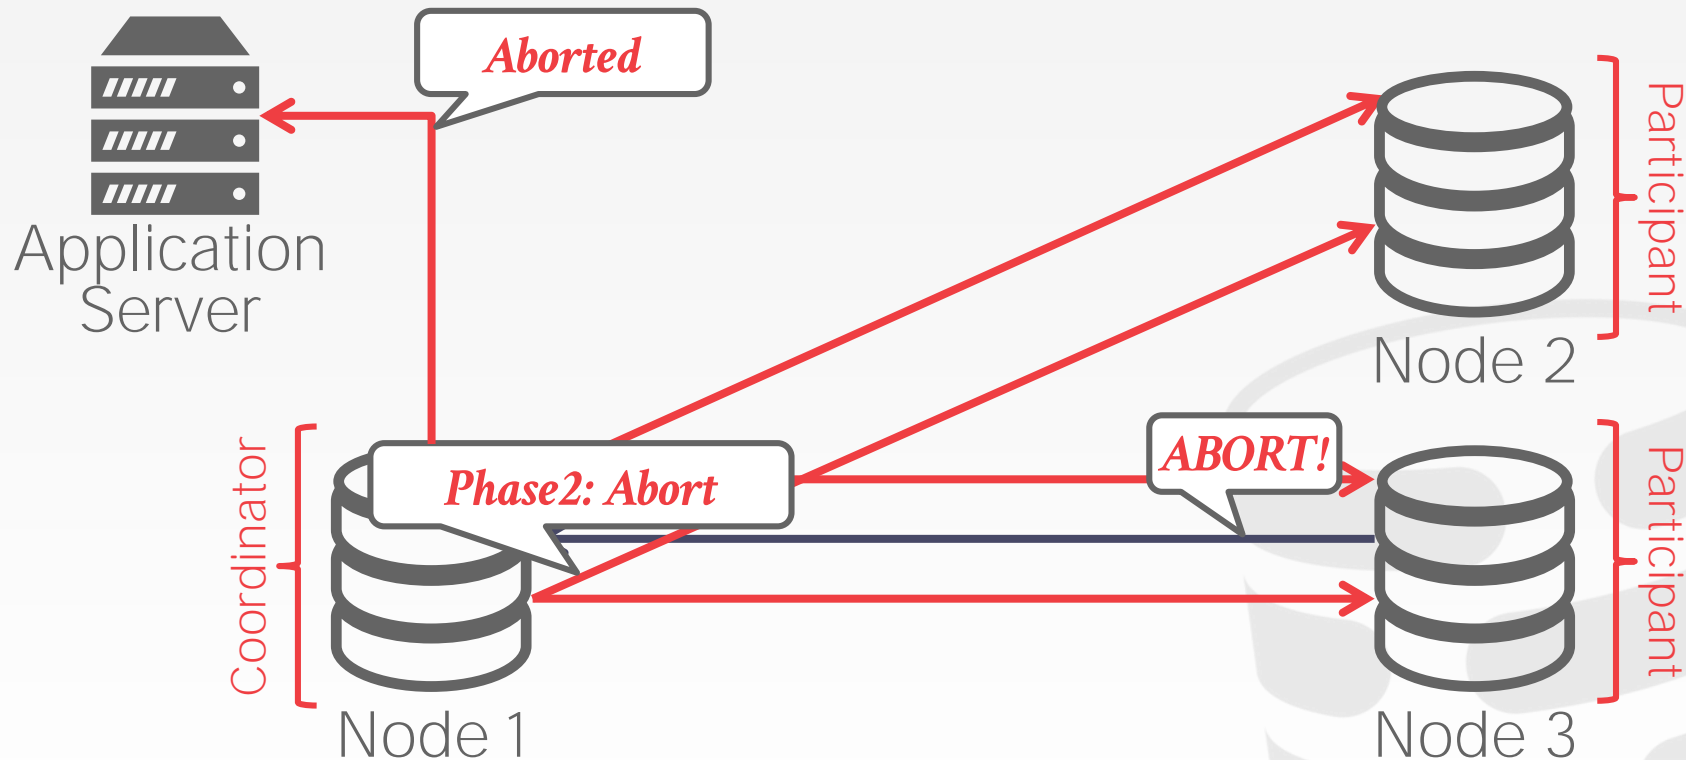 Aborted
Application
Server
Participant
Node 2
Coordinator
Phase2: Abort
ABORT!
Participant
Node 1
Node 3